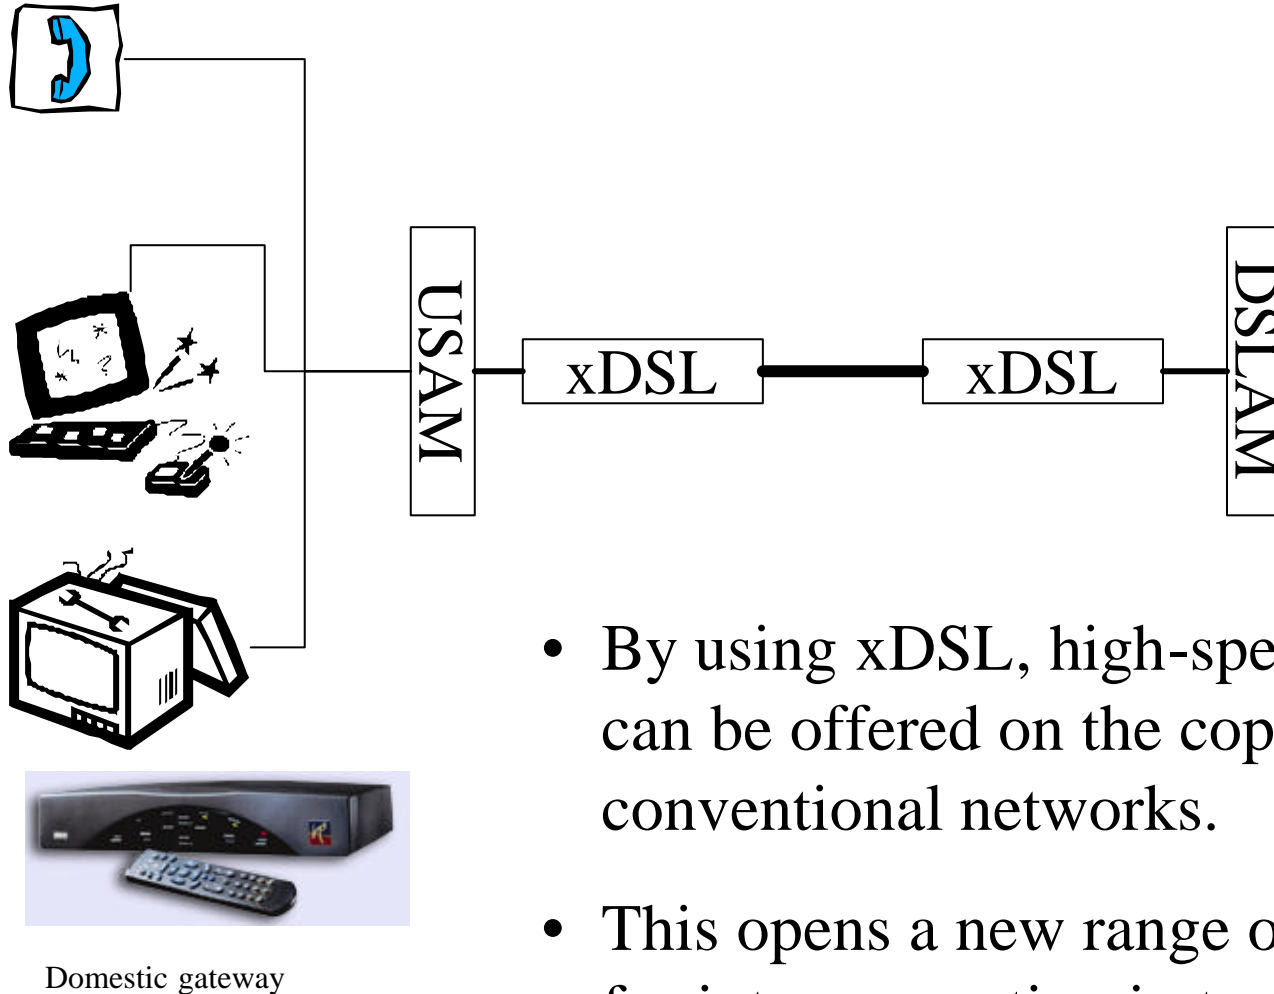 USAM
xDSL
xDSL
DSLAM
• By using xDSL, high-spe
can be offered on the cop
conventional networks.
• This opens a new range o
Domestic gateway